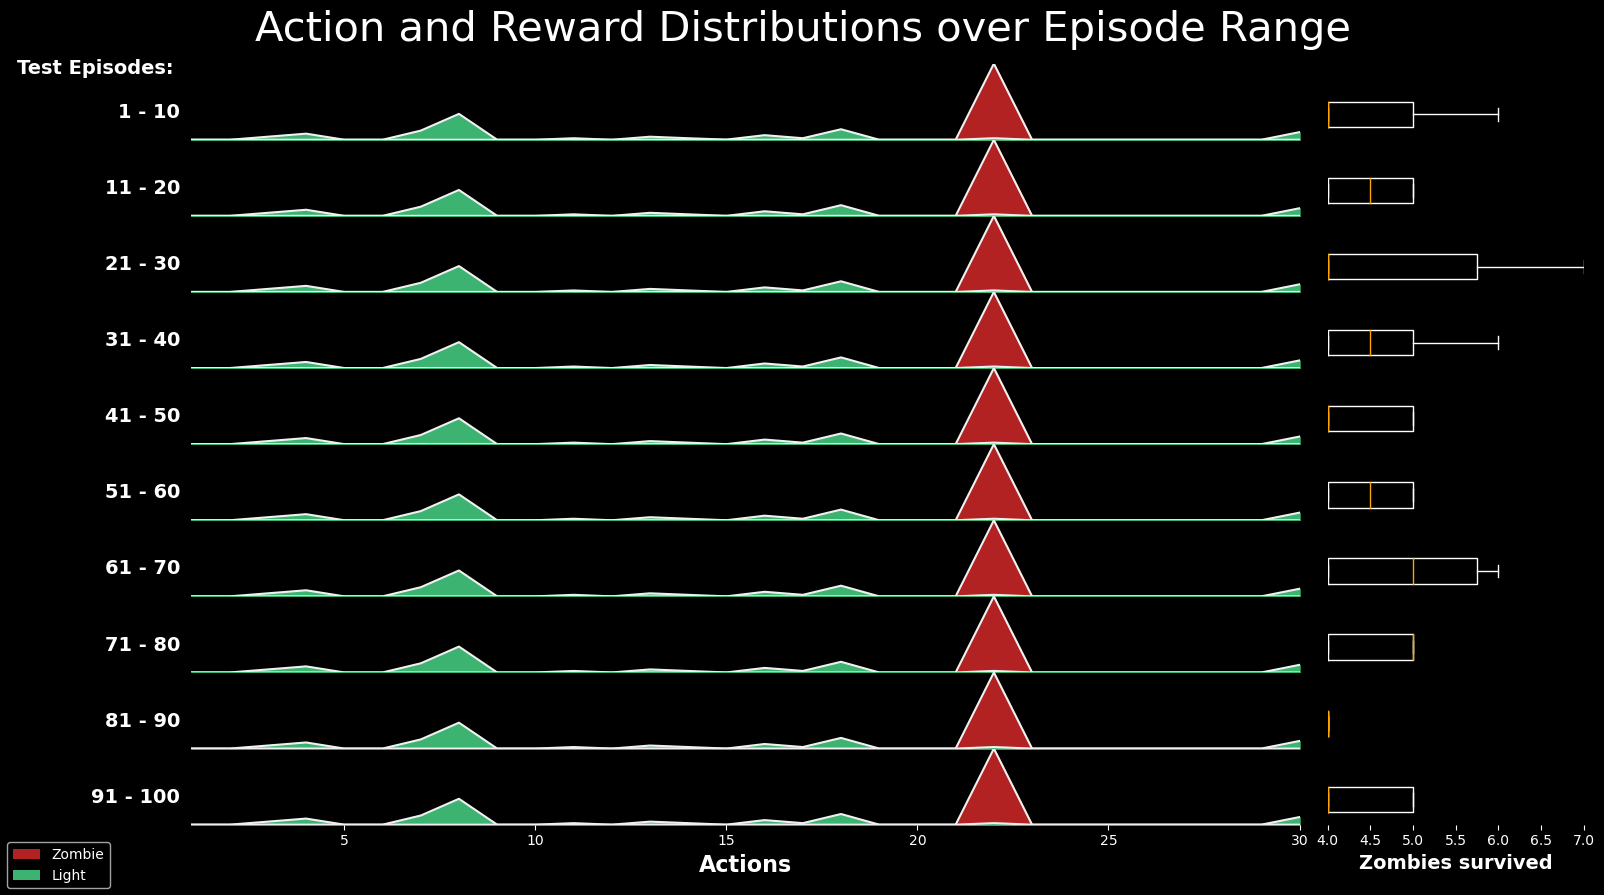 Action and Reward Distributions over Episode Range
Test Episodes:
1 - 10
11 - 20
21 - 30
31 - 40
41 - 50
51 - 60
61 - 70
71 - 80
81 - 90
91 - 100
5 10 15 20 25 30 4.0 4.5 5.0 5.5 6.0 6.5 7.0
Actions Zombies survived
Zombie
Light